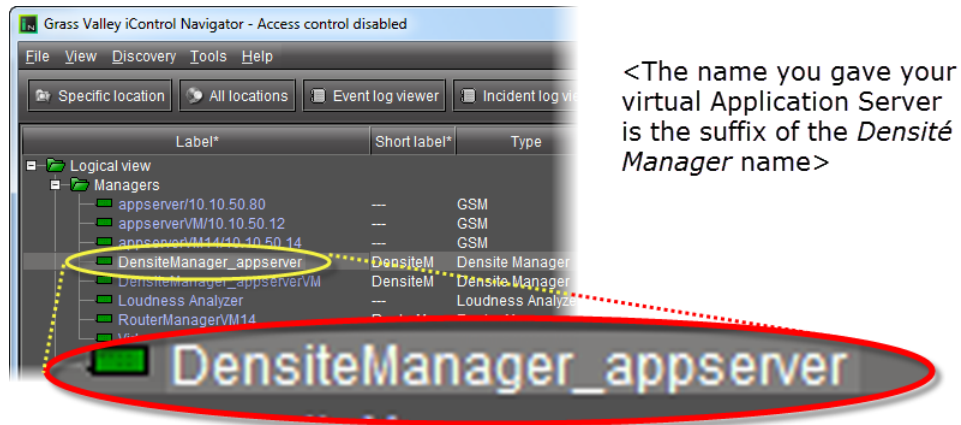 Grass Valley iControl Navigator - Access control disabled
File View Discovery Tools Help
Specific location All locations Event log viewer Incident log
Label* Short label* Type
Logical view
Managers
appserver/10.10.50.80 --- GSM
appserverVM/10.10.50.12 --- GSM
appserverVM14/10.10.50.14 --- GSM
DensiteManager_appserver DensiteM Densite Manager
DensiteManager_appserverVM DensiteM Densite Manager
Loudness Analyzer --- Loudness Analyze
RouterManagerVM14
DensiteManager_appserver
<The name you gave your
virtual Application Server
is the suffix of the Densité
Manager name>